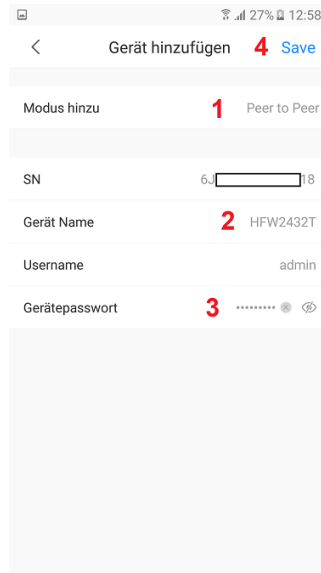 27% 12:58
Gerät hinzufügen 4 Save
Modus hinzu 1 Peer to Peer
SN 6J 18
Gerät Name 2 HFW2432T
Username admin
Gerätepasswort 3 •••••••••